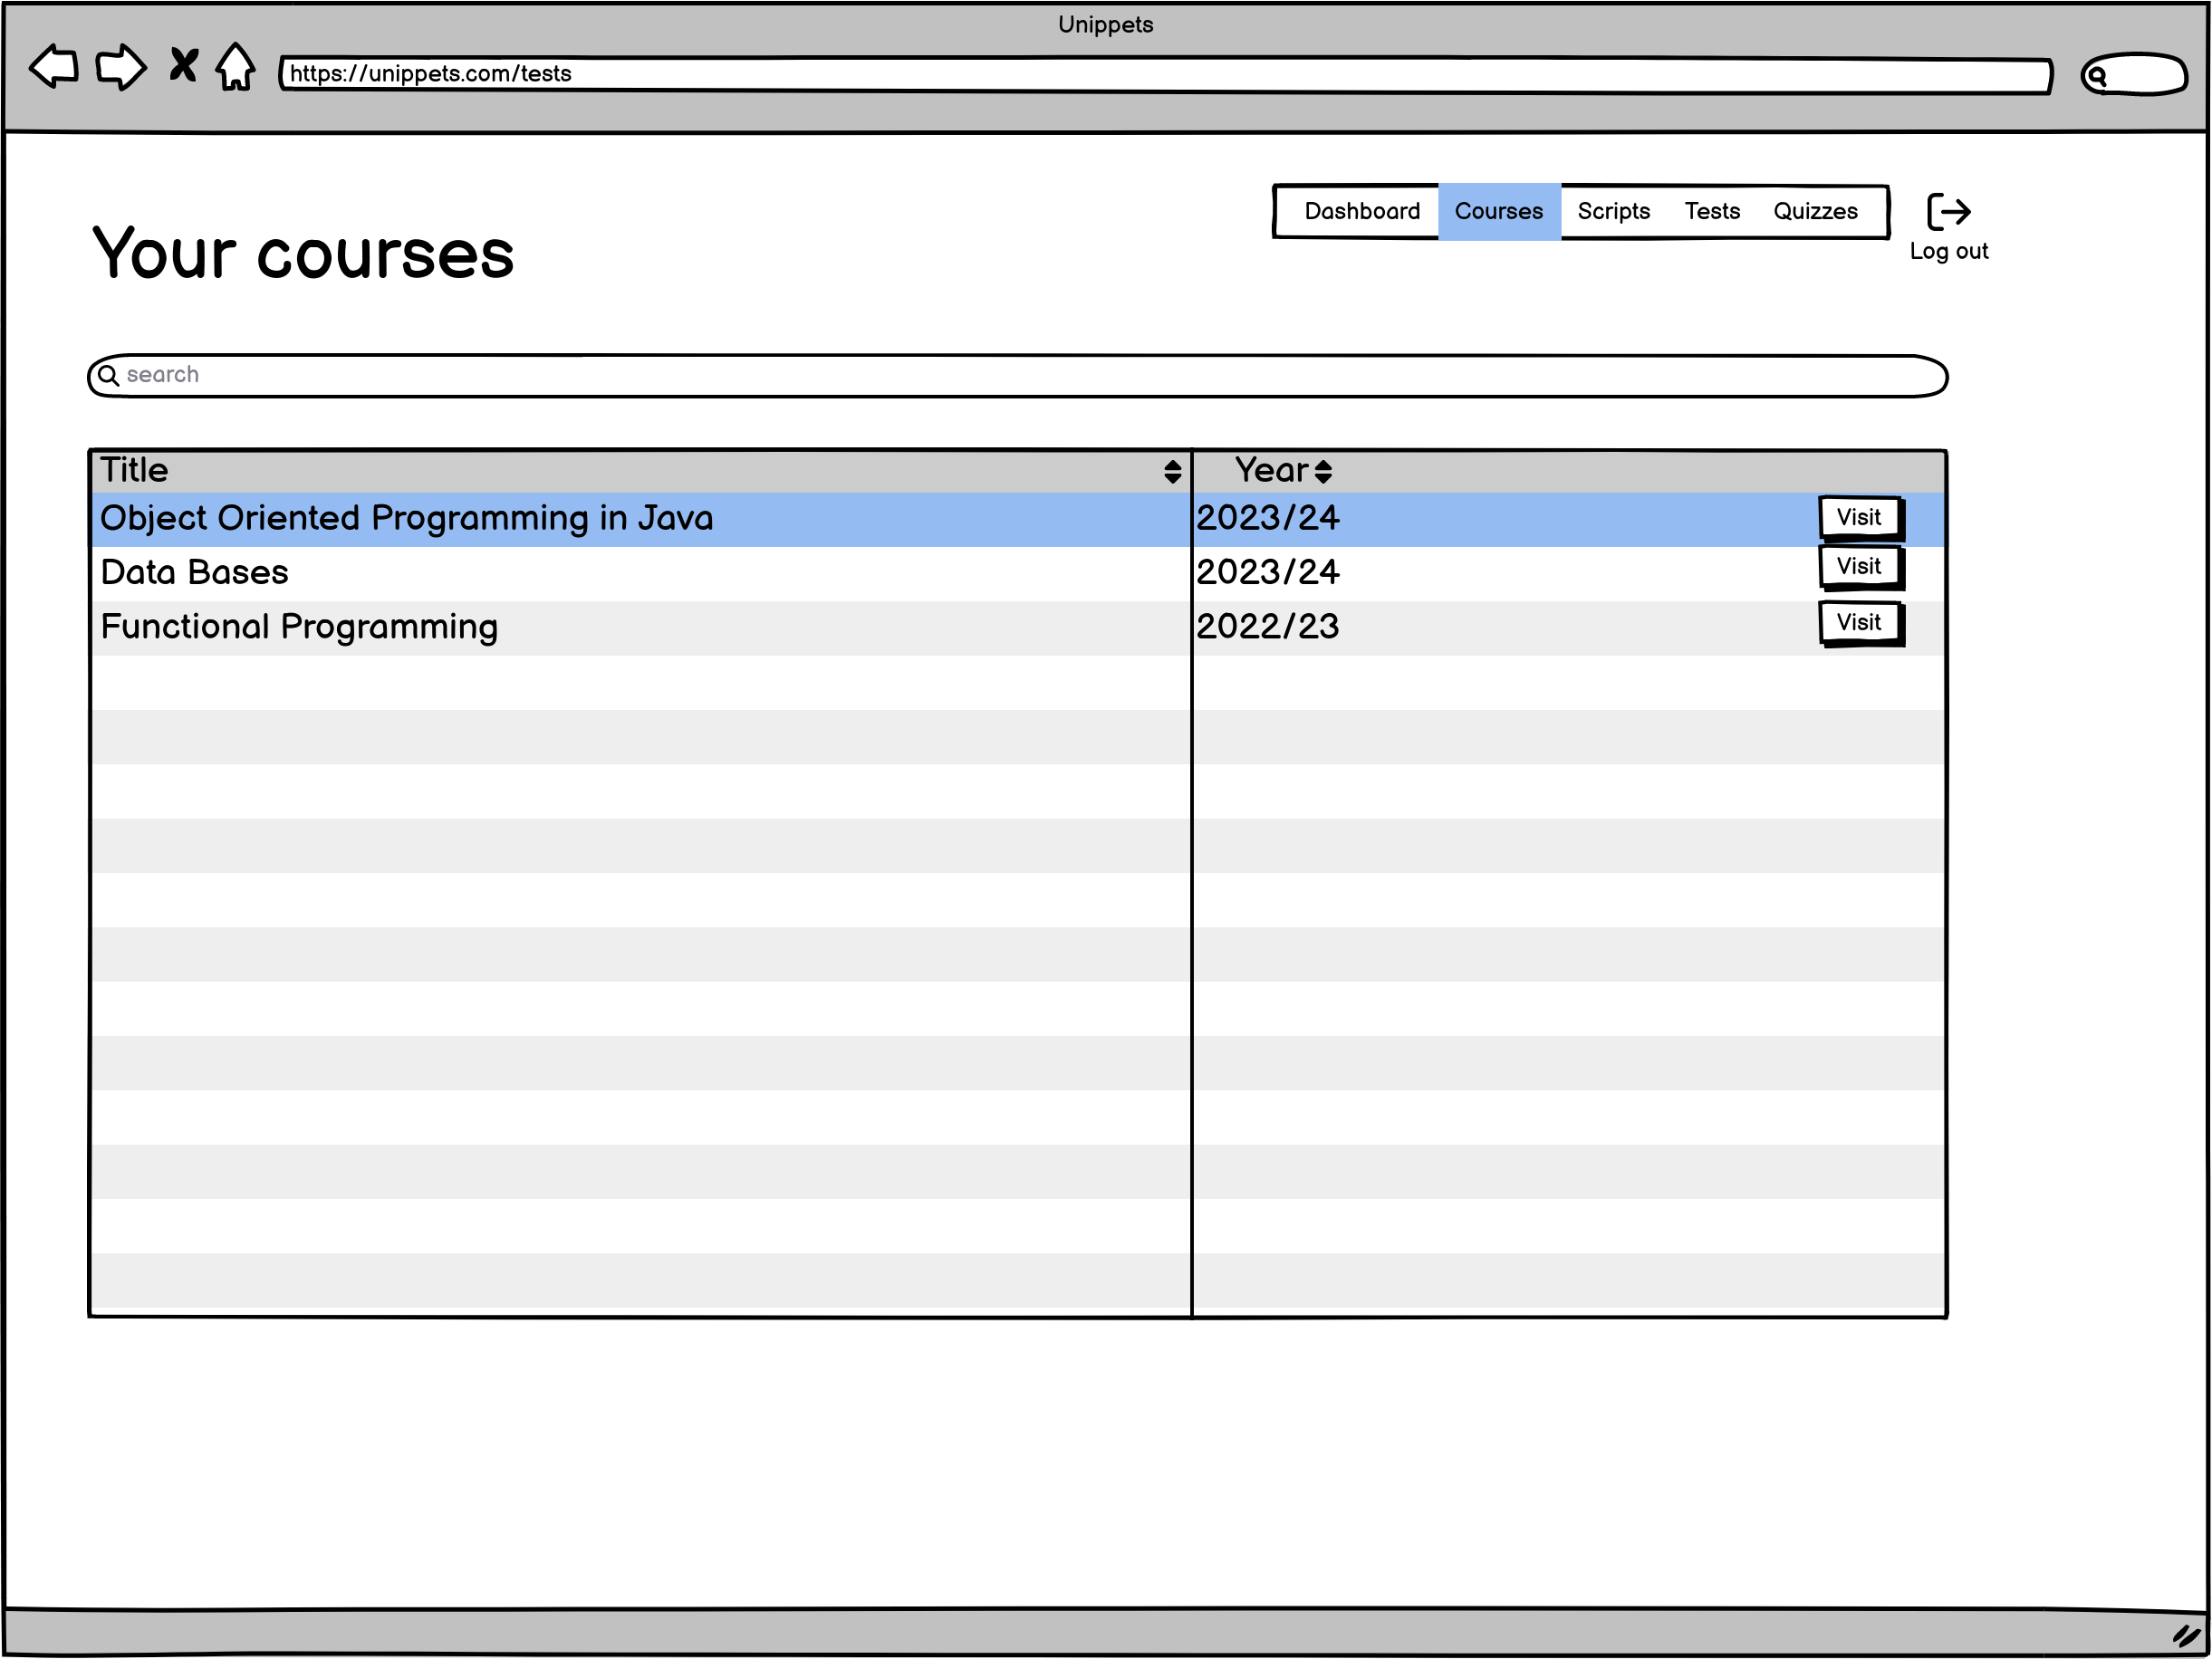 Unippets
https://unippets.com/tests
Dashboard Courses Scripts Tests Quizzes
Log out
Your courses
search
Title Year
Object Oriented Programming in Java 2023/24 Visit
Data Bases 2023/24 Visit
Functional Programming 2022/23 Visit